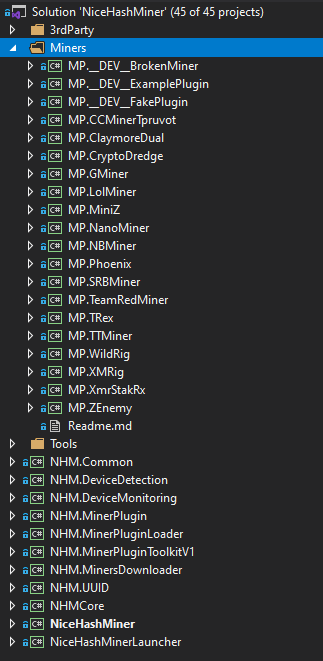 Solution 'NiceHashMiner' (45 of 45 projects)
3rdParty
Miners
C# MP.__DEV__BrokenMiner
C# MP.__DEV__ExamplePlugin
C# MP.__DEV__FakePlugin
C# MP.CCMinerTpruvot
C# MP.ClaymoreDual
C# MP.CryptoDredge
C# MP.GMiner
C# MP.LolMiner
C# MP.MiniZ
C# MP.NanoMiner
C# MP.NBMiner
C# MP.Phoenix
C# MP.SRBMiner
C# MP.TeamRedMiner
C# MP.TRex
C# MP.TTMiner
C# MP.WildRig
C# MP.XMRig
C# MP.XmrStakRx
C# MP.ZEnemy
Readme.md
Tools
C# NHM.Common
C# NHM.DeviceDetection
C# NHM.DeviceMonitoring
C# NHM.MinerPlugin
C# NHM.MinerPluginLoader
C# NHM.MinerPluginToolkitV1
C# NHM.MinersDownloader
C# NHM.UUID
C# NHMCore
C# NiceHashMiner
C# NiceHashMinerLauncher